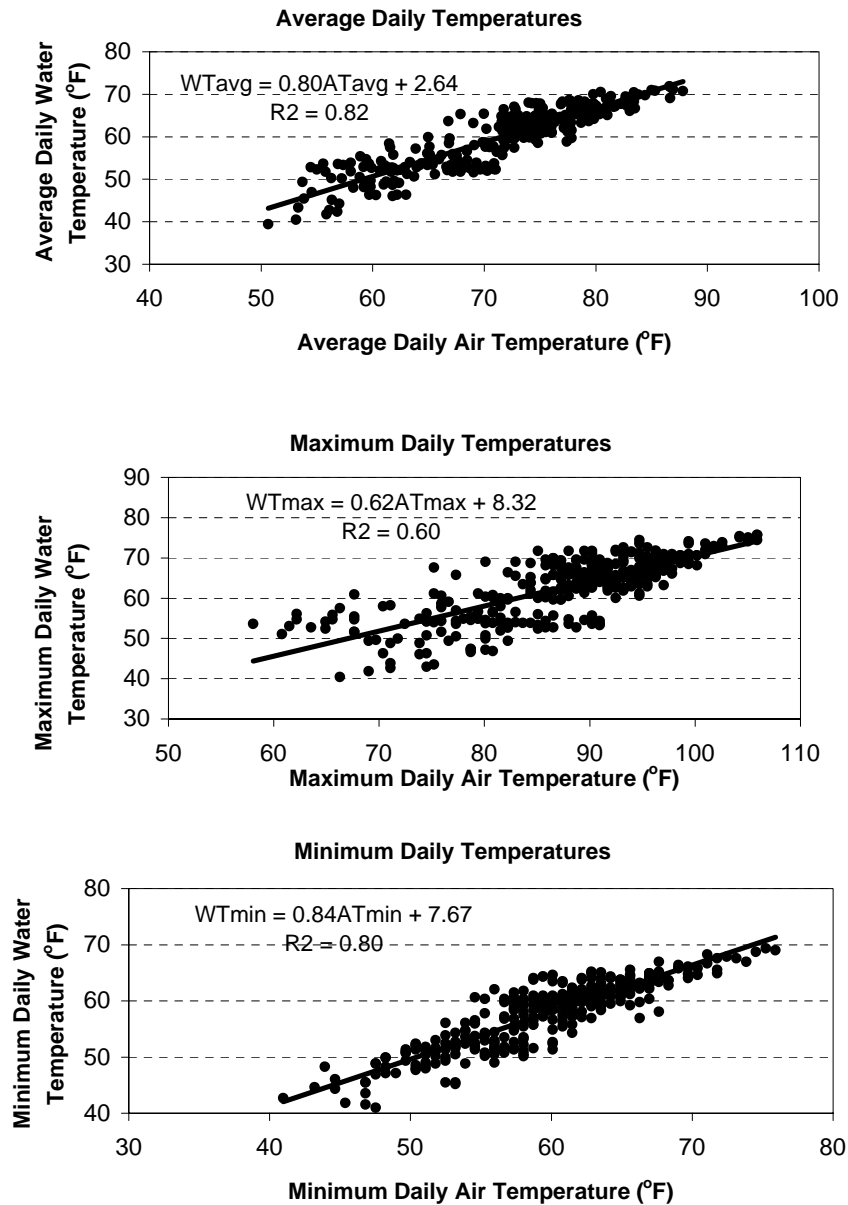 Average Daily Temperatures
WTavg = 0.80ATavg + 2.64
R2 = 0.82
Average Daily Water
Temperature (°F)
80
70
60
50
40
30
40 50 60 70 80 90 100
Average Daily Air Temperature (°F)
Maximum Daily Temperatures
WTmax = 0.62ATmax + 8.32
R2 = 0.60
Maximum Daily Water
Temperature (°F)
90
80
70
60
50
40
30
50 60 70 80 90 100 110
Maximum Daily Air Temperature (°F)
Minimum Daily Temperatures
WTmin = 0.84ATmin + 7.67
R2 = 0.80
Minimum Daily Water
Temperature (°F)
80
70
60
50
40
30 40 50 60 70 80
Minimum Daily Air Temperature (°F)